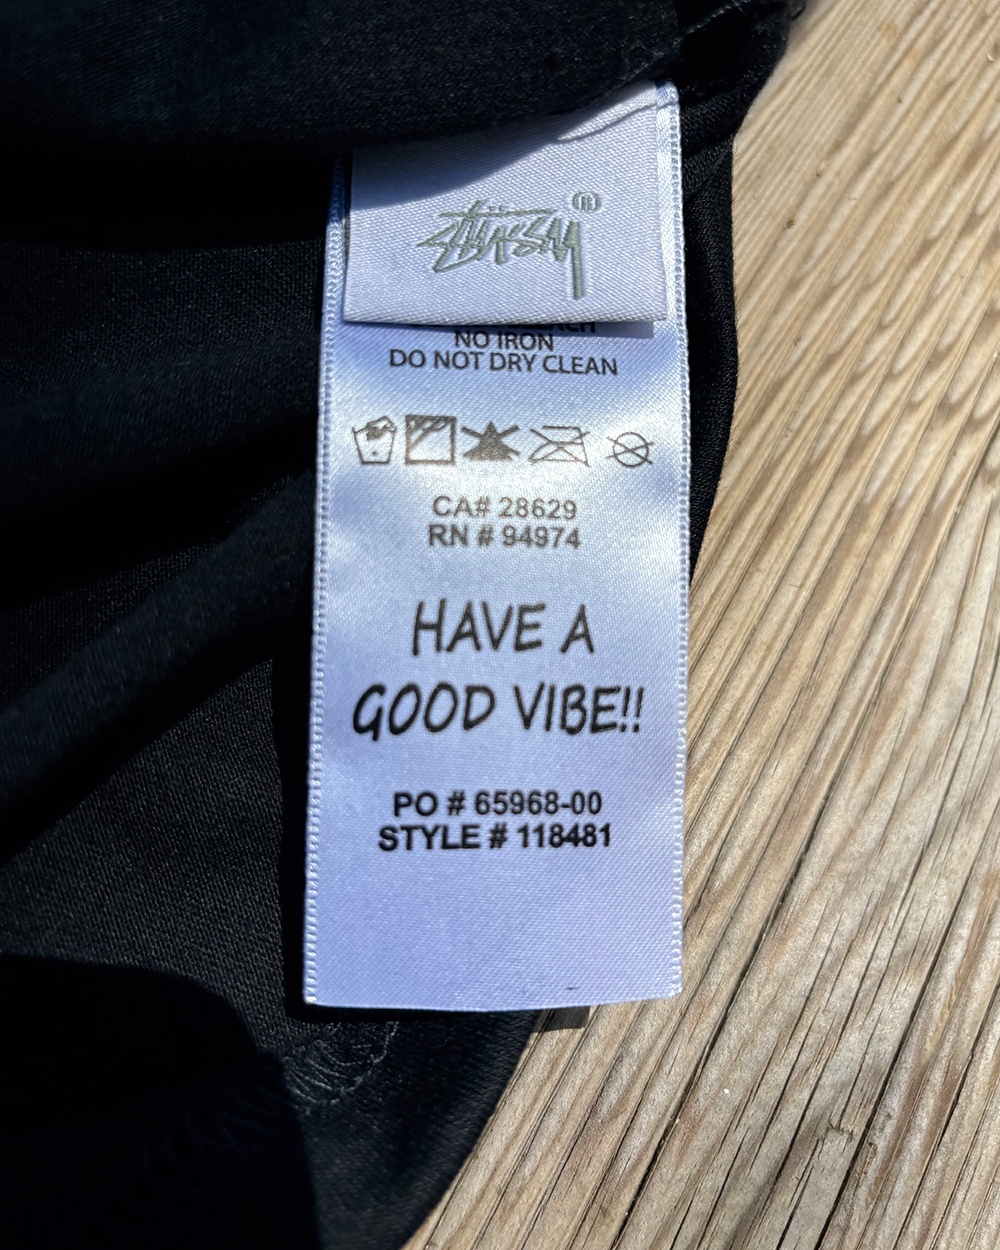 Stüssy®
NO IRON
DO NOT DRY CLEAN
CA# 28629
RN # 94974
HAVE A
GOOD VIBE!!
PO # 65968-00
STYLE # 118481